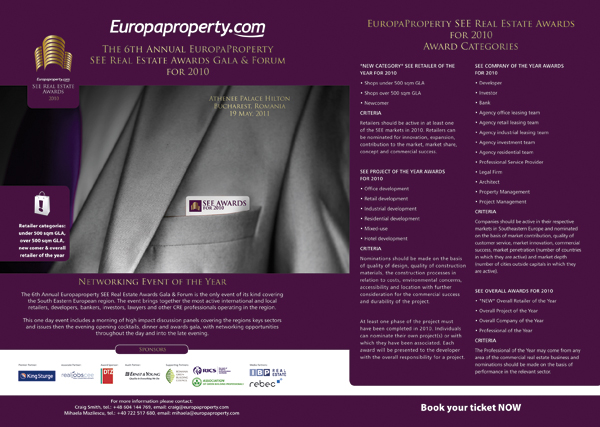 Europaproperty.com
The 6th Annual EuropaProperty
SEE Real Estate Awards Gala & Forum
for 2010
Europaproperty.com
SEE Real Estate
Awards
2010
Athenee Palace Hilton
Bucharest, Romania
19 May, 2011
SEE AWARDS
FOR 2010
Retailer categories:
under 500 sqm GLA,
over 500 sqm GLA,
new comer & overall
retailer of the year
Networking Event of the Year
The 6th Annual Europaproperty SEE Real Estate Awards Gala & Forum is the only event of its kind covering
the South Eastern European region. The event brings together the most active international and local
retailers, developers, bankers, investors, lawyers and other CRE professionals operating in the region.
This one day event includes a morning of high impact discussion panels covering the regions keys sectors
and issues then the evening opening cocktails, dinner and awards gala, with networking opportunities
throughout the day and into the late evening.
Sponsors
King Sturge
realjobs
Ernst & Young
Quality In Everything We Do
RICS
rebec
For more information please contact:
Craig Smith, tel.: +48 504 144 769, email: craig@europaproperty.com
Mihaela Mazilescu, tel.: +40 722 517 660, email: mihaela@europaproperty.com
EuropaProperty SEE Real Estate Awards
for 2010
Award Categories
"NEW CATEGORY" SEE RETAILER OF THE
YEAR FOR 2010
• Shops under 500 sqm GLA
• Shops over 500 sqm GLA
• Newcomer
CRITERIA
Retailers should be active in at least one
of the SEE markets in 2010. Retailers can
be nominated for innovation, expansion,
contribution to the market, market share,
concept and commercial success.
SEE PROJECT OF THE YEAR AWARDS
FOR 2010
• Office development
• Retail development
• Industrial development
• Residential development
• Mixed-use
• Hotel development
CRITERIA
Nominations should be made on the basis
of quality of design, quality of construction
materials, the construction processes in
relation to costs, environmental concerns,
accessibility and location with further
consideration for the commercial success
and durability of the project.
At least one phase of the project must
have been completed in 2010. Individuals
can nominate their own project(s) or with
which they have been associated. Each
award will be presented to the developer
with the overall responsibility for a project.
SEE COMPANY OF THE YEAR AWARDS
FOR 2010
• Developer
• Investor
• Bank
• Agency office leasing team
• Agency retail leasing team
• Agency industrial leasing team
• Agency investment team
• Agency residential team
• Professional Service Provider
• Legal Firm
• Architect
• Property Management
• Project Management
CRITERIA
Companies should be active in their respective
markets in Southeastern Europe and nominated
on the basis of market contribution, quality of
customer service, market innovation, commercial
success, market penetration (number of countries
in which they are active) and market depth
(number of cities outside capitals in which they
are active).
SEE OVERALL AWARDS FOR 2010
• "NEW" Overall Retailer of the Year
• Overall Project of the Year
• Overall Company of the Year
• Professional of the Year
CRITERIA
The Professional of the Year may come from any
area of the commercial real estate business and
nominations should be made on the basis of
performance in the relevant sector.
Book your ticket NOW